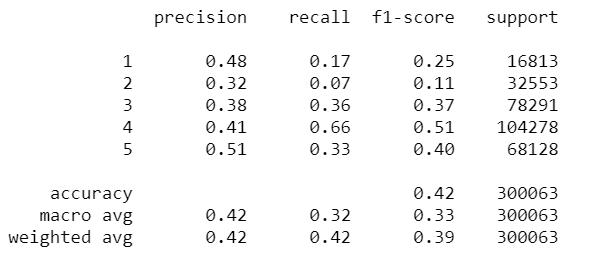 precision recall f1-score support
1 0.48 0.17 0.25 16813
2 0.32 0.07 0.11 32553
3 0.38 0.36 0.37 78291
4 0.41 0.66 0.51 104278
5 0.51 0.33 0.40 68128
accuracy 0.42 300063
macro avg 0.42 0.32 0.33 300063
weighted avg 0.42 0.42 0.39 300063